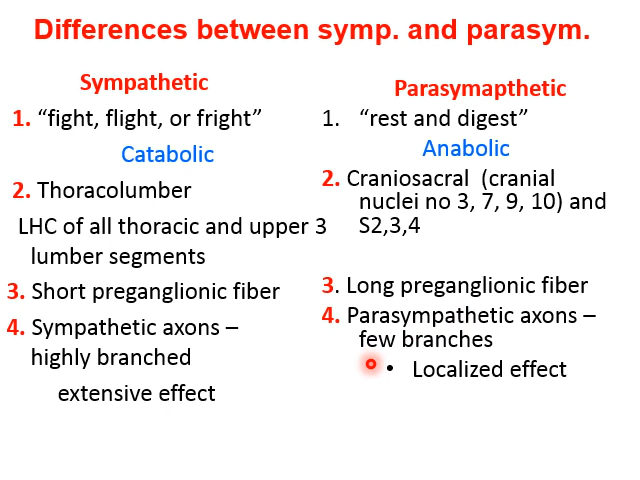 Differences between symp. and parasym.
Sympathetic
1. “fight, flight, or fright”
Catabolic
2. Thoracolumber
LHC of all thoracic and upper 3
lumber segments
3. Short preganglionic fiber
4. Sympathetic axons –
highly branched
extensive effect
Parasymapthetic
1. “rest and digest”
Anabolic
2. Craniosacral (cranial
nuclei no 3, 7, 9, 10) and
S2,3,4
3. Long preganglionic fiber
4. Parasympathetic axons –
few branches
• Localized effect